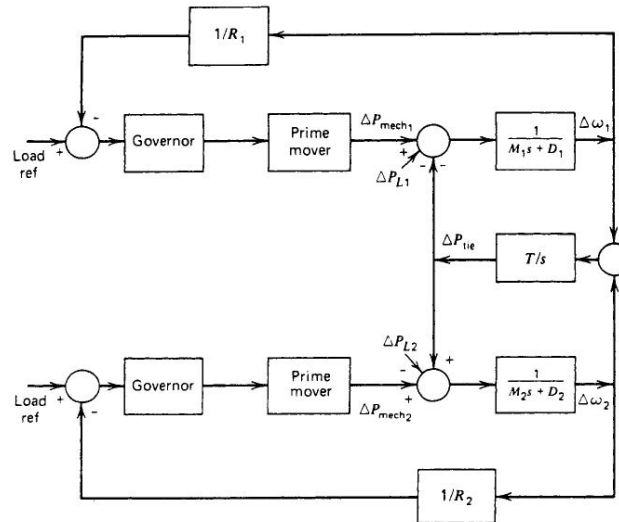 1/R₁
-
Load
ref
+
Governor
Prime
mover
ΔP_mech₁
+
ΔP_L1
-
-
1
M₁s + D₁
Δω₁
ΔP_tie
T/s
ΔP_L2
-
+
Load
ref
+
-
Governor
Prime
mover
+
ΔP_mech₂
1
M₂s + D₂
Δω₂
1/R₂